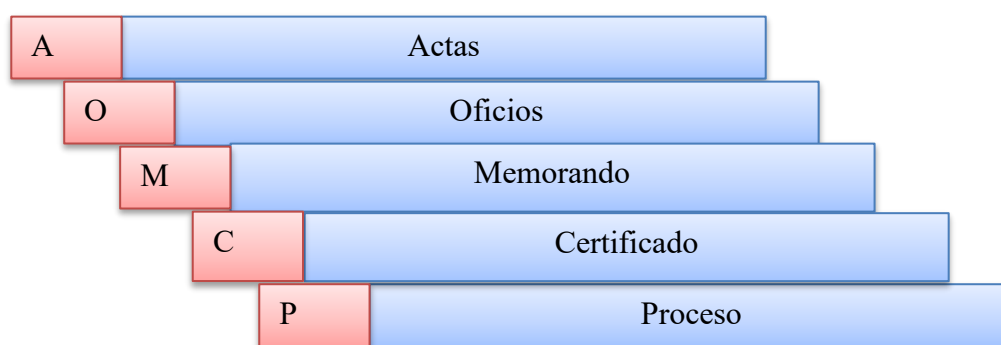 A Actas
O Oficios
M Memorando
C Certificado
P Proceso